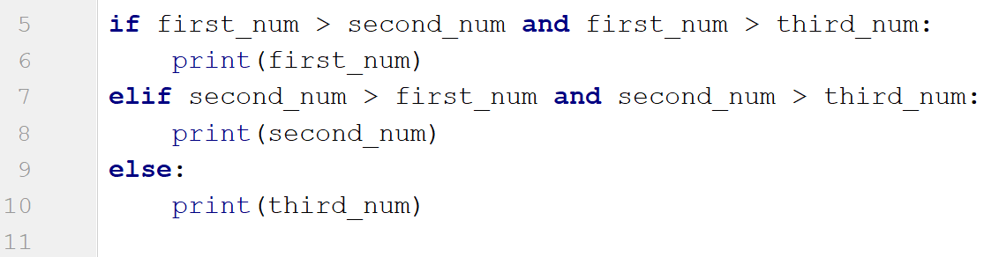 5 if first_num > second_num and first_num > third_num:
6     print(first_num)
7 elif second_num > first_num and second_num > third_num:
8     print(second_num)
9 else:
10     print(third_num)
11